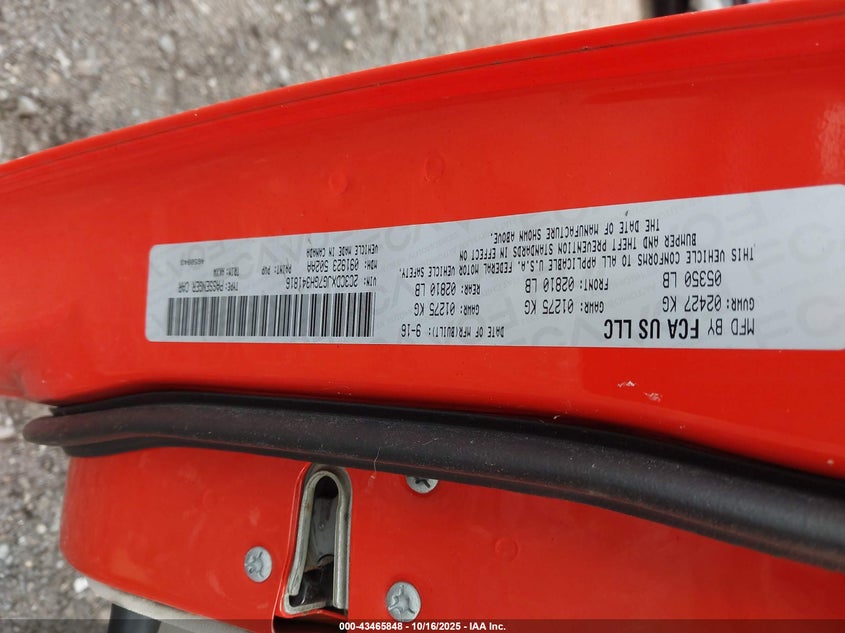 MFD BY FCA US LLC
DATE OF MFR(BUILT): 9-16
GVWR: 02427 KG
05350 LB
GAWR: 01275 KG
FRONT: 02810 LB
GAWR: 01275 KG
REAR: 02810 LB
THIS VEHICLE CONFORMS TO ALL APPLICABLE U.S.A. FEDERAL MOTOR VEHICLE SAFETY,
BUMPER AND THEFT PREVENTION STANDARDS IN EFFECT ON
THE DATE OF MANUFACTURE SHOWN ABOVE.
VIN: 2C3CDXJG7GH341816
TYPE: PASSENGER CAR
MDH: 091923 502AA
PAINT: PVP
VEHICLE MADE IN CANADA
000-43465848 - 10/16/2025 - IAA Inc.